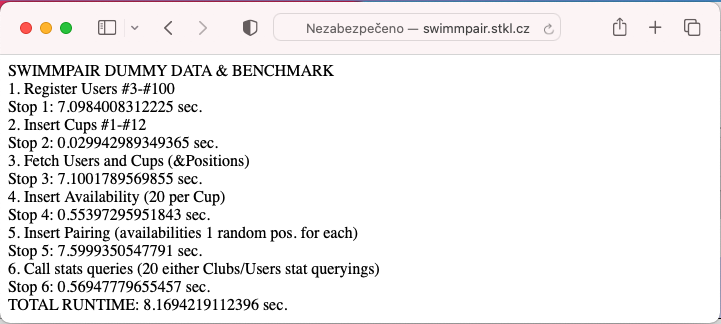 Nezabezpečeno — swimmpair.stkl.cz
SWIMMPAIR DUMMY DATA & BENCHMARK
1. Register Users #3-#100
Stop 1: 7.0984008312225 sec.
2. Insert Cups #1-#12
Stop 2: 0.029942989349365 sec.
3. Fetch Users and Cups (&Positions)
Stop 3: 7.1001789569855 sec.
4. Insert Availability (20 per Cup)
Stop 4: 0.55397295951843 sec.
5. Insert Pairing (availabilities 1 random pos. for each)
Stop 5: 7.5999350547791 sec.
6. Call stats queries (20 either Clubs/Users stat queryings)
Stop 6: 0.56947779655457 sec.
TOTAL RUNTIME: 8.1694219112396 sec.